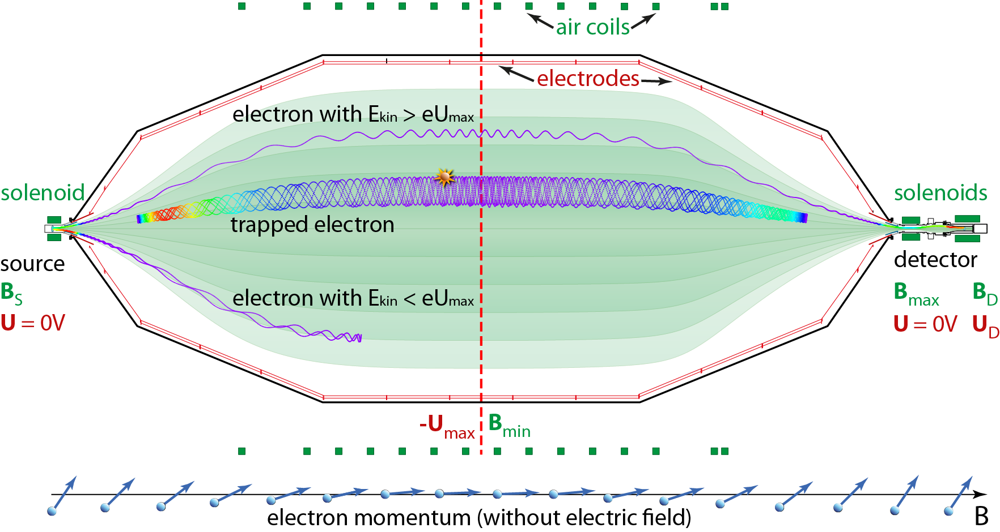 air coils
electrodes
electron with Ekin > eUmax
solenoid
solenoids
trapped electron
source
detector
BS
Bmax
BD
electron with Ekin < eUmax
U = 0V
U = 0V
UD
-Umax
Bmin
electron momentum (without electric field)
B